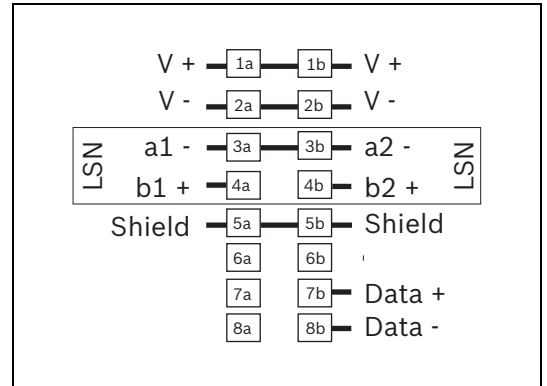 V + 1a 1b V +
V - 2a 2b V -
LSN a1 - 3a 3b a2 - LSN
b1 + 4a 4b b2 +
Shield 5a 5b Shield
6a 6b
7a 7b Data +
8a 8b Data -